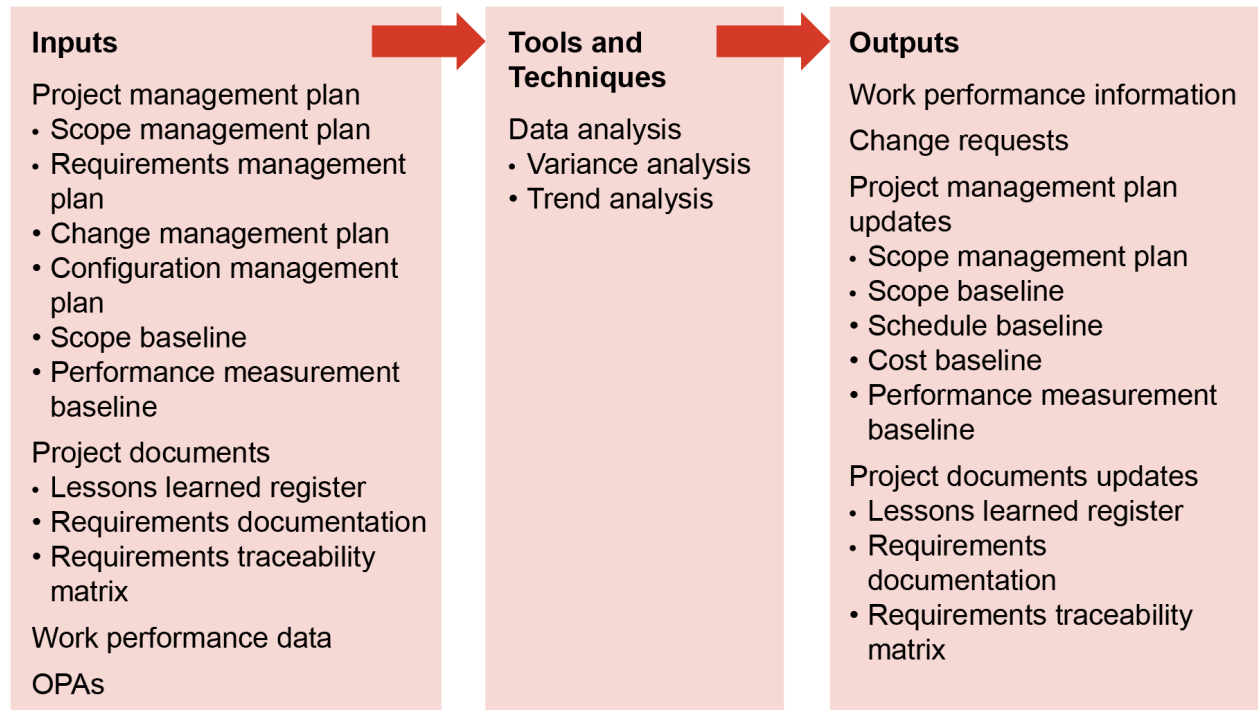 Inputs
Project management plan
• Scope management plan
• Requirements management
plan
• Change management plan
• Configuration management
plan
• Scope baseline
• Performance measurement
baseline
Project documents
• Lessons learned register
• Requirements documentation
• Requirements traceability
matrix
Work performance data
OPAs
Tools and
Techniques
Data analysis
• Variance analysis
• Trend analysis
Outputs
Work performance information
Change requests
Project management plan
updates
• Scope management plan
• Scope baseline
• Schedule baseline
• Cost baseline
• Performance measurement
baseline
Project documents updates
• Lessons learned register
• Requirements
documentation
• Requirements traceability
matrix